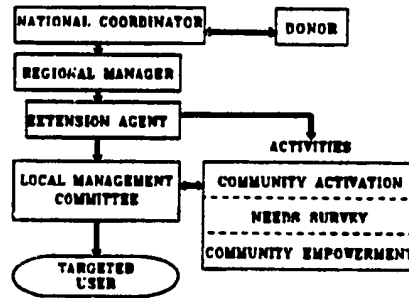 NATIONAL COORDINATOR
DONOR
REGIONAL MANAGER
EXTENSION AGENT
ACTIVITIES
LOCAL MANAGEMENT
COMMITTEE
COMMUNITY ACTIVATION
NEEDS SURVEY
COMMUNITY EMPOWERMENT
TARGETED
USER